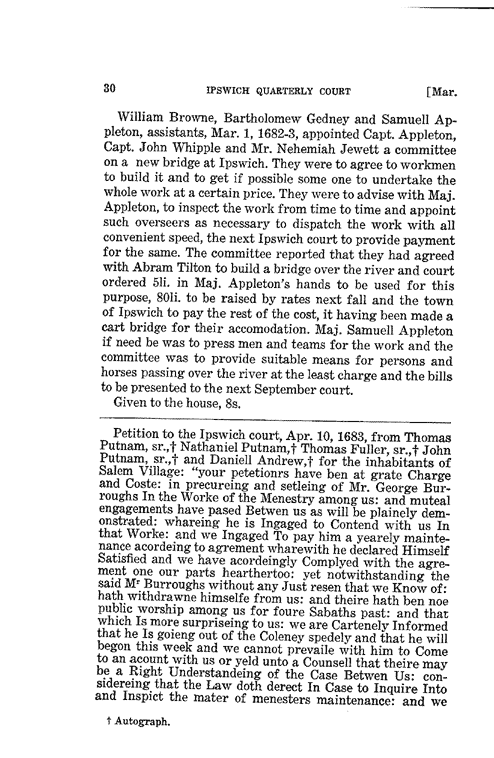 30 IPSWICH QUARTERLY COURT [Mar.
William Browne, Bartholomew Gedney and Samuell Ap-
pleton, assistants, Mar. 1, 1682-3, appointed Capt. Appleton,
Capt. John Whipple and Mr. Nehemiah Jewett a committee
on a new bridge at Ipswich. They were to agree to workmen
to build it and to get if possible some one to undertake the
whole work at a certain price. They were to advise with Maj.
Appleton, to inspect the work from time to time and appoint
such overseers as necessary to dispatch the work with all
convenient speed, the next Ipswich court to provide payment
for the same. The committee reported that they had agreed
with Abram Tilton to build a bridge over the river and court
ordered 5li. in Maj. Appleton's hands to be used for this
purpose, 80li. to be raised by rates next fall and the town
of Ipswich to pay the rest of the cost, it having been made a
cart bridge for their accomodation. Maj. Samuell Appleton
if need be was to press men and teams for the work and the
committee was to provide suitable means for persons and
horses passing over the river at the least charge and the bills
to be presented to the next September court.
Given to the house, 8s.
Petition to the Ipswich court, Apr. 10, 1683, from Thomas
Putnam, sr.,† Nathaniel Putnam,† Thomas Fuller, sr.,† John
Putnam, sr.,† and Daniell Andrew,† for the inhabitants of
Salem Village: "your petetionrs have ben at grate Charge
and Coste: in precureing and setleing of Mr. George Bur-
roughs In the Worke of the Menestry among us: and muteal
engagements have pased Betwen us as will be plainely dem-
onstrated: whareing he is Ingaged to Contend with us In
that Worke: and we Ingaged To pay him a yearely mainte-
nance acordeing to agrement wharewith he declared Himself
Satisfied and we have acordeingly Complyed with the agre-
ment one our parts hearthertoo: yet notwithstanding the
said Mr Burroughs without any Just resen that we Know of:
hath withdrawne himselfe from us: and theire hath ben noe
public worship among us for foure Sabaths past: and that
which Is more surpriseing to us: we are Cartenely Informed
that he Is goieng out of the Coleney spedely and that he will
begon this week and we cannot prevaile with him to Come
to an acount with us or yeld unto a Counsell that theire may
be a Right Understandeing of the Case Betwen Us: con-
sidereing that the Law doth derect In Case to Inquire Into
and Inspict the mater of menesters maintenance: and we
† Autograph.